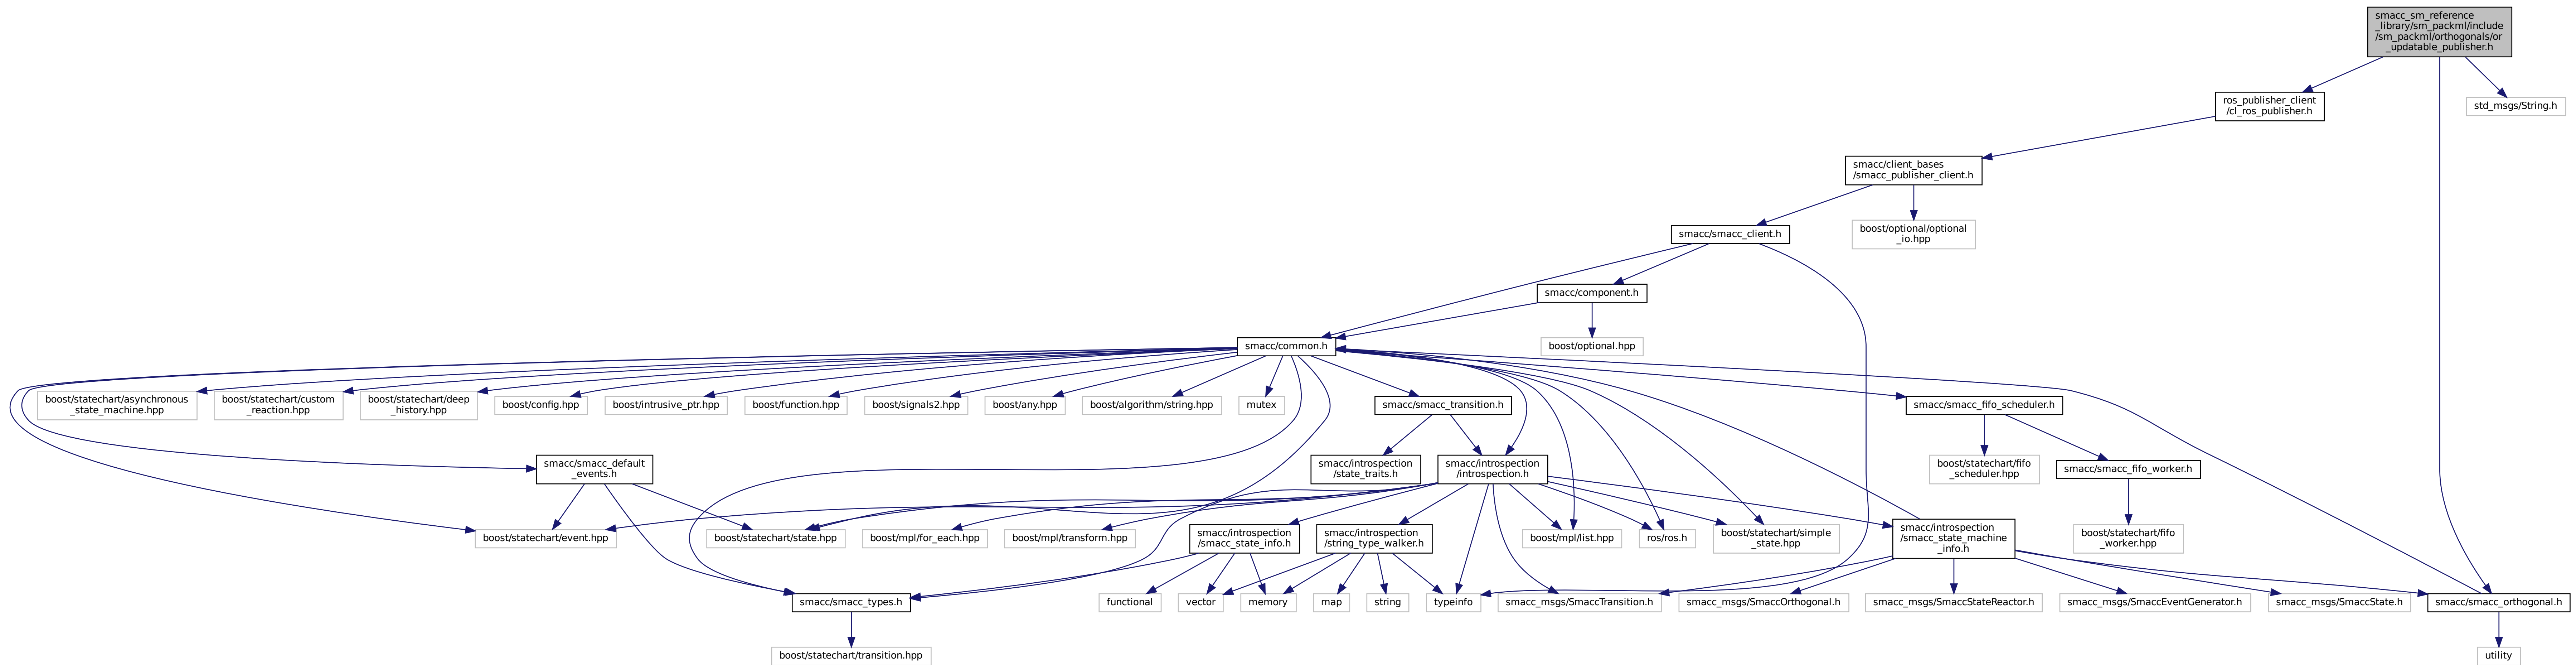 smacc_sm_reference
_library/sm_packml/include
/sm_packml/orthogonals/or
_updatable_publisher.h
ros_publisher_client
/cl_ros_publisher.h
std_msgs/String.h
smacc/client_bases
/smacc_publisher_client.h
smacc/smacc_client.h
boost/optional/optional
_io.hpp
smacc/component.h
smacc/common.h
boost/optional.hpp
boost/statechart/asynchronous
_state_machine.hpp
boost/statechart/custom
_reaction.hpp
boost/statechart/deep
_history.hpp
boost/config.hpp
boost/intrusive_ptr.hpp
boost/function.hpp
boost/signals2.hpp
boost/any.hpp
boost/algorithm/string.hpp
mutex
smacc/smacc_transition.h
smacc/smacc_fifo_scheduler.h
smacc/smacc_default
_events.h
smacc/introspection
/state_traits.h
smacc/introspection
/introspection.h
boost/statechart/fifo
_scheduler.hpp
smacc/smacc_fifo_worker.h
boost/statechart/event.hpp
boost/statechart/state.hpp
boost/mpl/for_each.hpp
boost/mpl/transform.hpp
smacc/introspection
/smacc_state_info.h
smacc/introspection
/string_type_walker.h
boost/mpl/list.hpp
ros/ros.h
boost/statechart/simple
_state.hpp
smacc/introspection
/smacc_state_machine
_info.h
boost/statechart/fifo
_worker.hpp
smacc/smacc_types.h
functional
vector
memory
map
string
typeinfo
smacc_msgs/SmaccTransition.h
smacc_msgs/SmaccOrthogonal.h
smacc_msgs/SmaccStateReactor.h
smacc_msgs/SmaccEventGenerator.h
smacc_msgs/SmaccState.h
smacc/smacc_orthogonal.h
boost/statechart/transition.hpp
utility